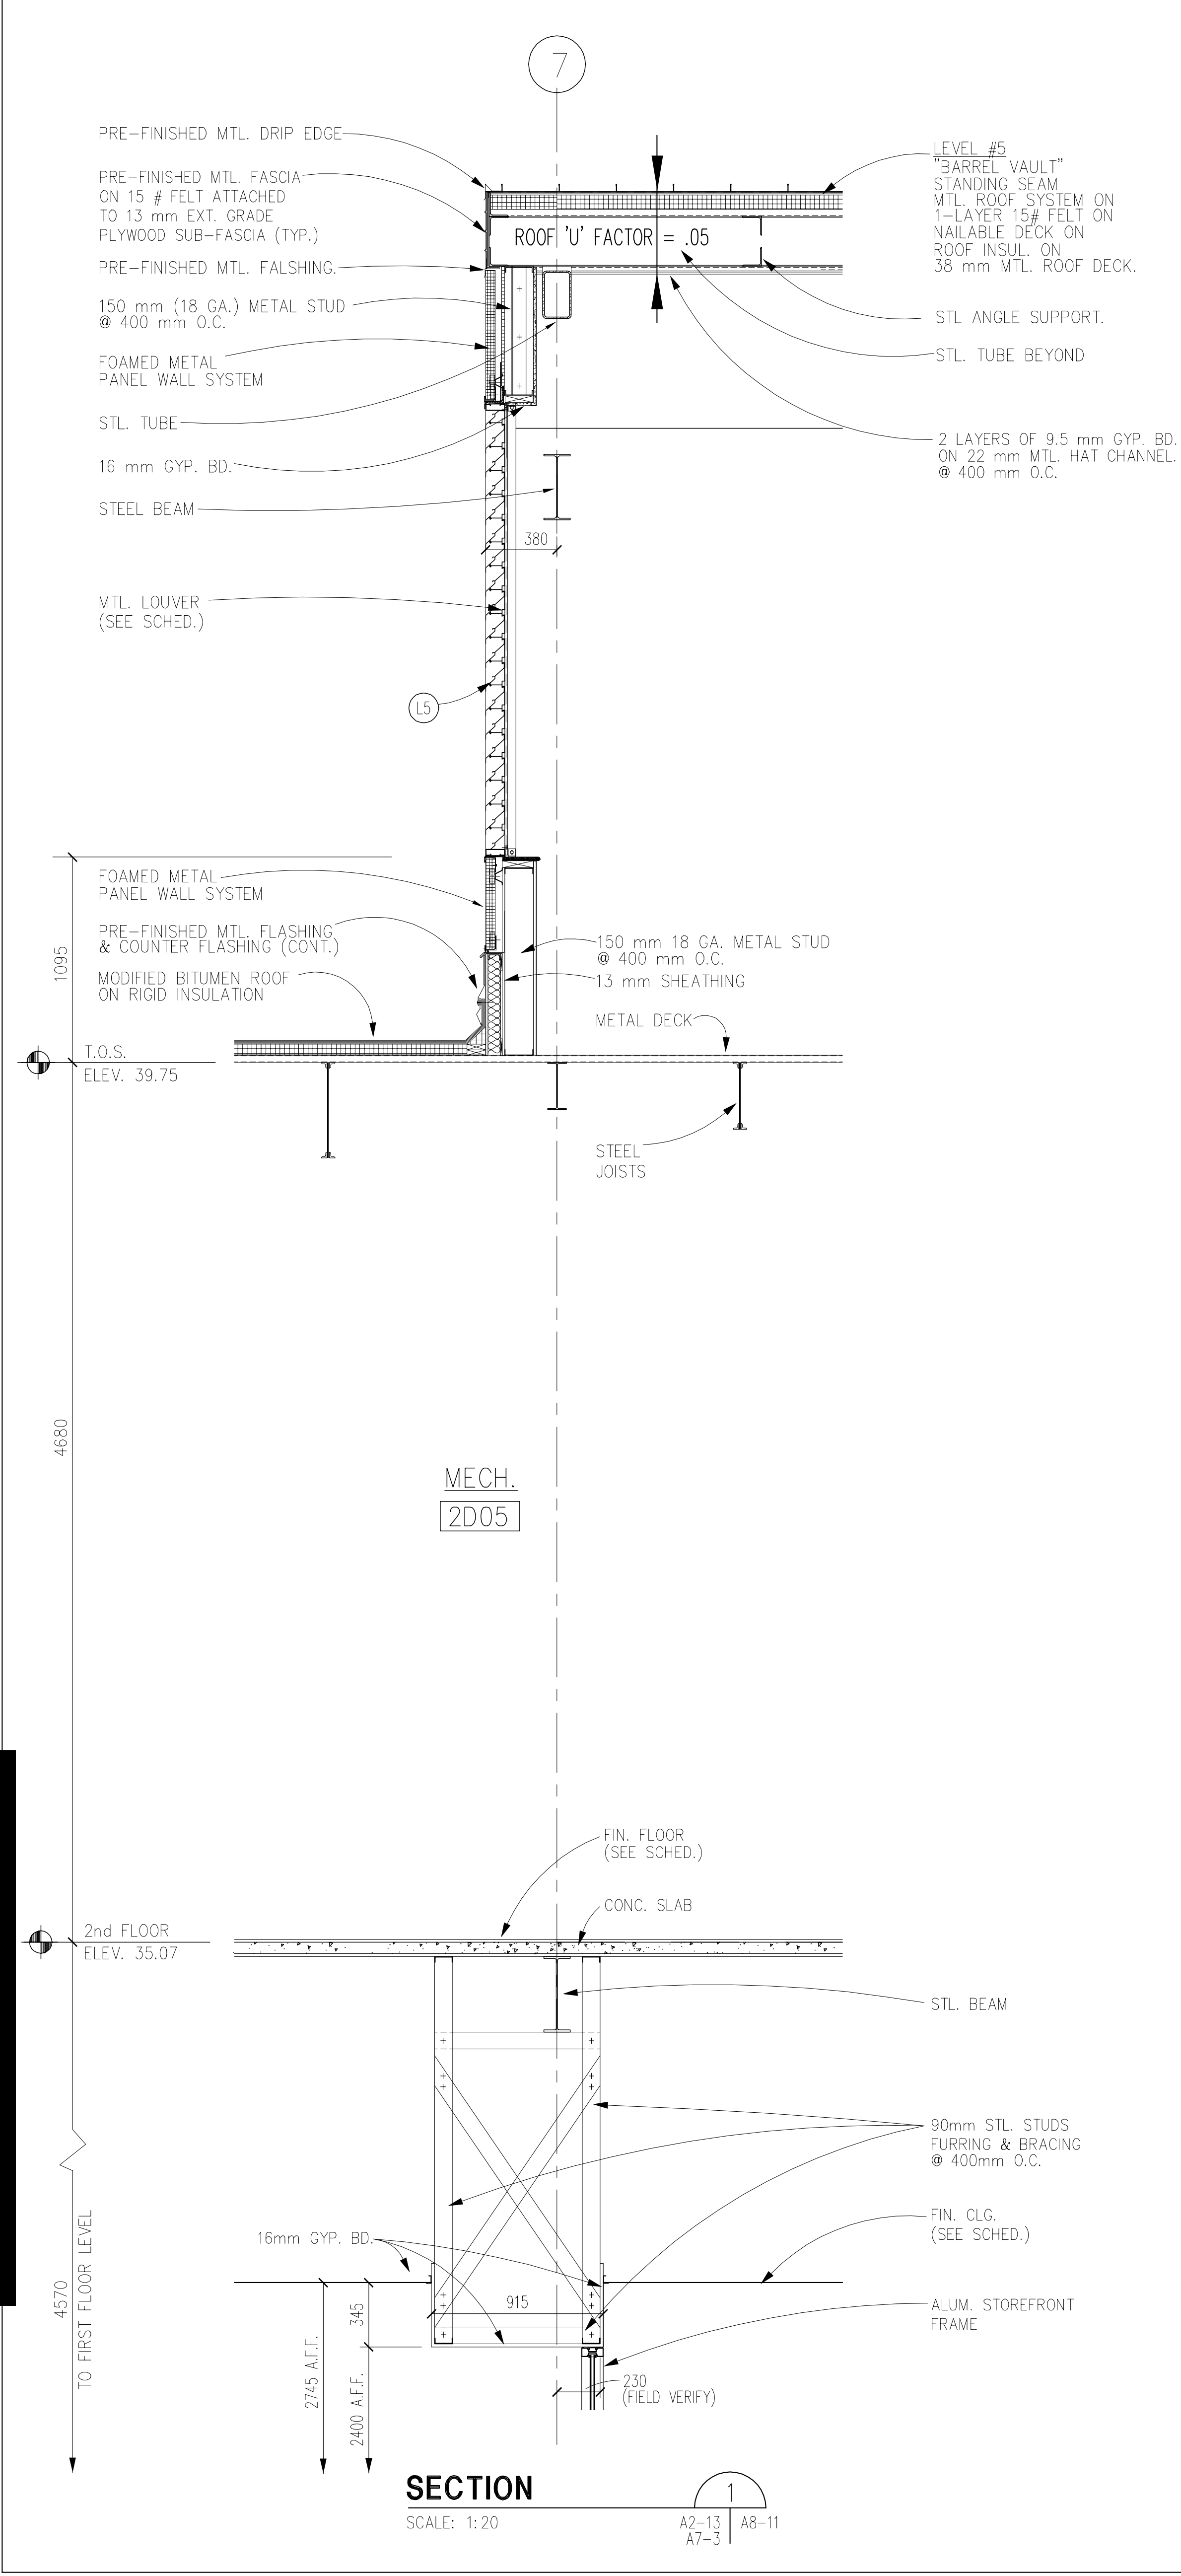 7
PRE-FINISHED MTL. DRIP EDGE
PRE-FINISHED MTL. FASCIA
ON 15 # FELT ATTACHED
TO 13 mm EXT. GRADE
PLYWOOD SUB-FASCIA (TYP.)
PRE-FINISHED MTL. FALSHING.
150 mm (18 GA.) METAL STUD
@ 400 mm O.C.
FOAMED METAL
PANEL WALL SYSTEM
STL. TUBE
16 mm GYP. BD.
STEEL BEAM
MTL. LOUVER
(SEE SCHED.)
L5
ROOF 'U' FACTOR = .05
LEVEL #5
"BARREL VAULT"
STANDING SEAM
MTL. ROOF SYSTEM ON
1-LAYER 15# FELT ON
NAILABLE DECK ON
ROOF INSUL. ON
38 mm MTL. ROOF DECK.
STL ANGLE SUPPORT.
STL. TUBE BEYOND
2 LAYERS OF 9.5 mm GYP. BD.
ON 22 mm MTL. HAT CHANNEL.
@ 400 mm O.C.
380
FOAMED METAL
PANEL WALL SYSTEM
PRE-FINISHED MTL. FLASHING
& COUNTER FLASHING (CONT.)
MODIFIED BITUMEN ROOF
ON RIGID INSULATION
150 mm 18 GA. METAL STUD
@ 400 mm O.C.
13 mm SHEATHING
METAL DECK
1095
T.O.S.
ELEV. 39.75
STEEL
JOISTS
4680
MECH.
2D05
FIN. FLOOR
(SEE SCHED.)
CONC. SLAB
2nd FLOOR
ELEV. 35.07
STL. BEAM
90mm STL. STUDS
FURRING & BRACING
@ 400mm O.C.
FIN. CLG.
(SEE SCHED.)
16mm GYP. BD.
915
ALUM. STOREFRONT
FRAME
230
(FIELD VERIFY)
4570
TO FIRST FLOOR LEVEL
2745 A.F.F.
345
2400 A.F.F.
SECTION
SCALE: 1:20
1
A2-13
A7-3
A8-11